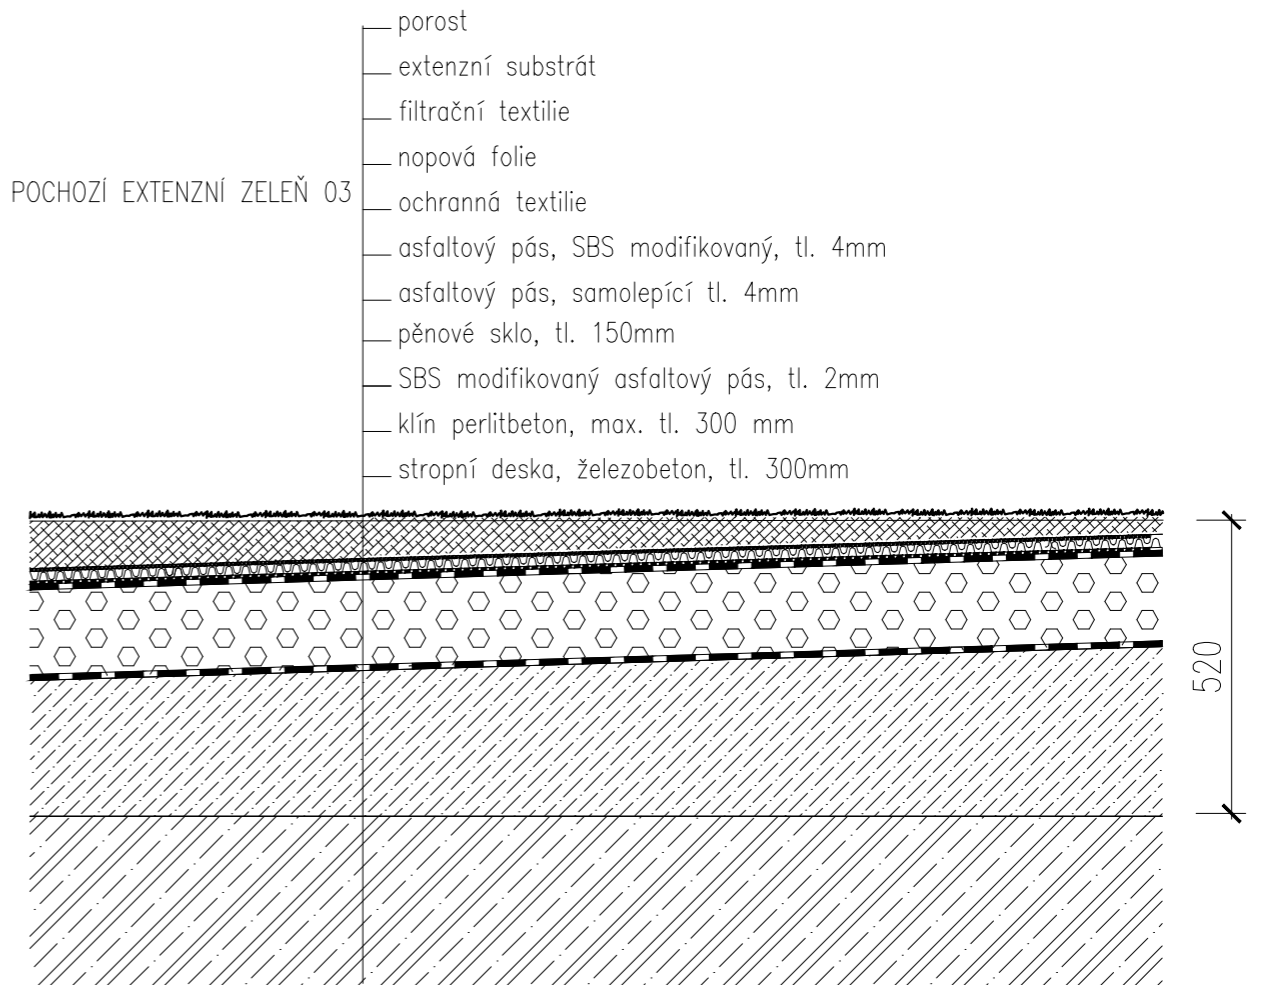 porost
extenzní substrát
filtrační textilie
nopová folie
POCHOZÍ EXTENZNÍ ZELEŇ 03
ochranná textilie
asfaltový pás, SBS modifikovaný, tl. 4mm
asfaltový pás, samolepící tl. 4mm
pěnové sklo, tl. 150mm
SBS modifikovaný asfaltový pás, tl. 2mm
klín perlitbeton, max. tl. 300 mm
stropní deska, železobeton, tl. 300mm
520